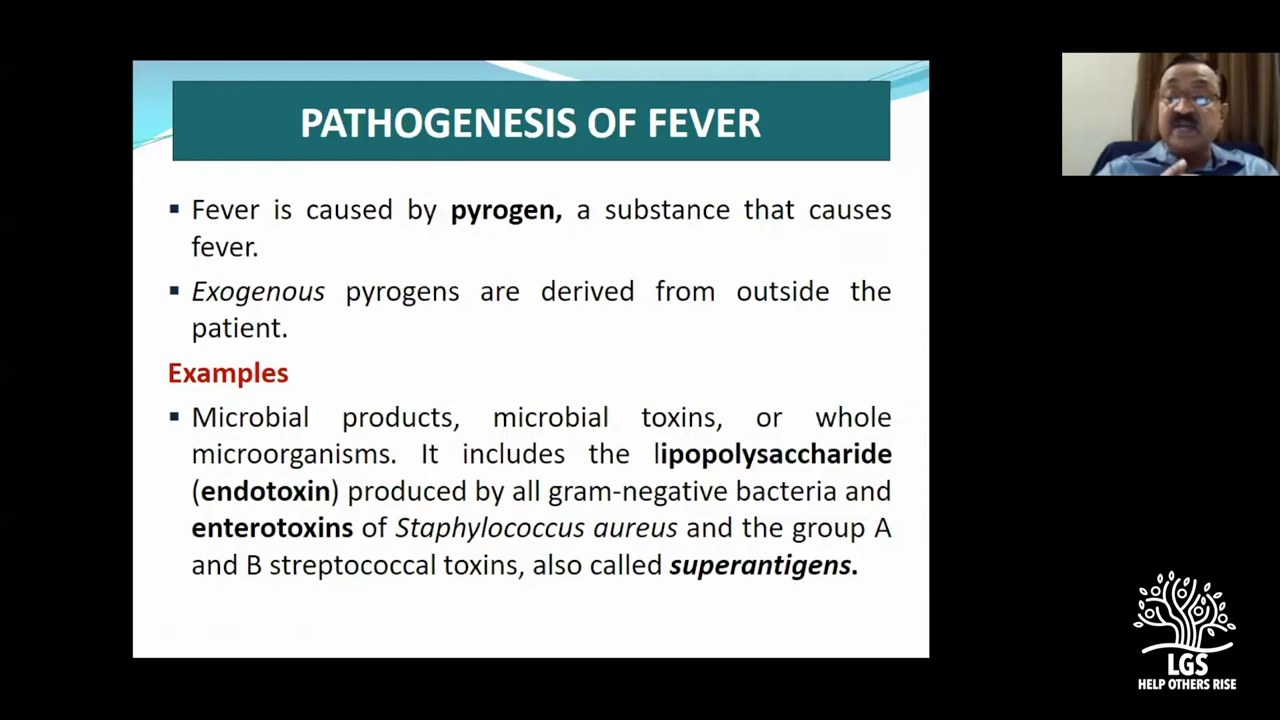 PATHOGENESIS OF FEVER
▪ Fever is caused by pyrogen, a substance that causes
fever.
▪ Exogenous pyrogens are derived from outside the
patient.
Examples
▪ Microbial products, microbial toxins, or whole
microorganisms. It includes the lipopolysaccharide
(endotoxin) produced by all gram-negative bacteria and
enterotoxins of Staphylococcus aureus and the group A
and B streptococcal toxins, also called superantigens.
LGS
HELP OTHERS RISE